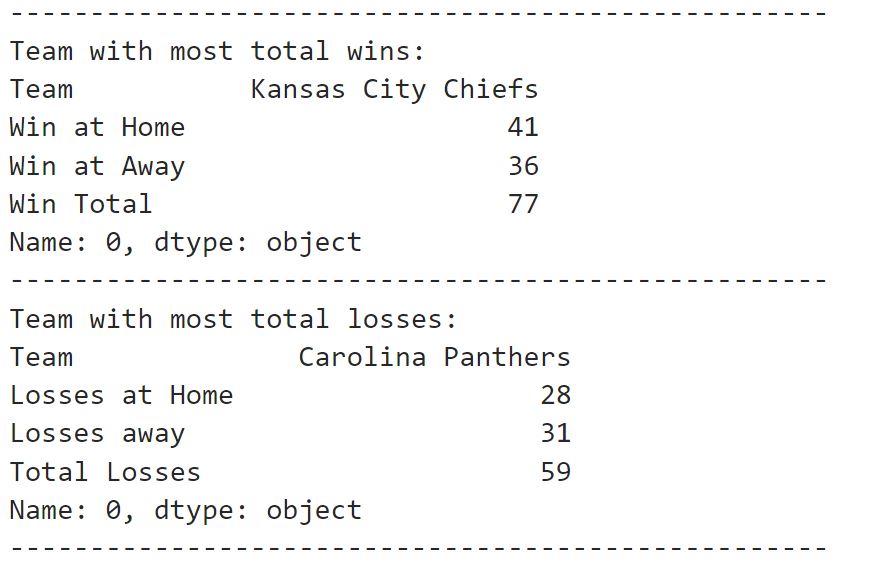 ----------------------------------------------------
Team with most total wins:
Team           Kansas City Chiefs
Win at Home                    41
Win at Away                    36
Win Total                      77
Name: 0, dtype: object
----------------------------------------------------
Team with most total losses:
Team              Carolina Panthers
Losses at Home                   28
Losses away                      31
Total Losses                     59
Name: 0, dtype: object
----------------------------------------------------